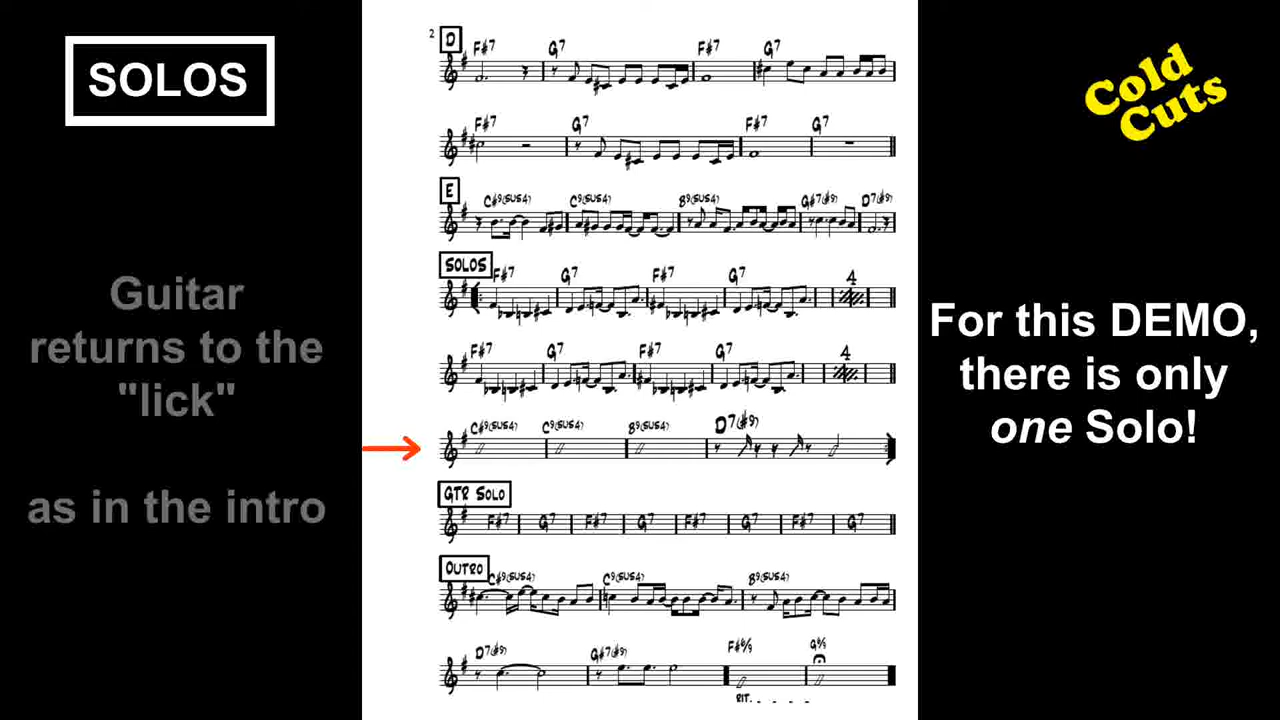 SOLOS
Guitar
returns to the
"lick"
as in the intro
2
D
F#7 G7 F#7 G7
F#7 G7 F#7 G7
E
C#9(SUS4) C9(SUS4) B9(SUS4) G#7(#9) D7(#9)
SOLOS
F#7 G7 F#7 G7 4
F#7 G7 F#7 G7 4
C#9(SUS4) C9(SUS4) B9(SUS4) D7(#9)
GTR SOLO
F#7 G7 F#7 G7 F#7 G7 F#7 G7
OUTRO
C#9(SUS4) C9(SUS4) B9(SUS4)
D7(#9) G#7(#9) F#6/9 G6/9
RIT. - - - -
Cold
Cuts
For this DEMO,
there is only
one Solo!